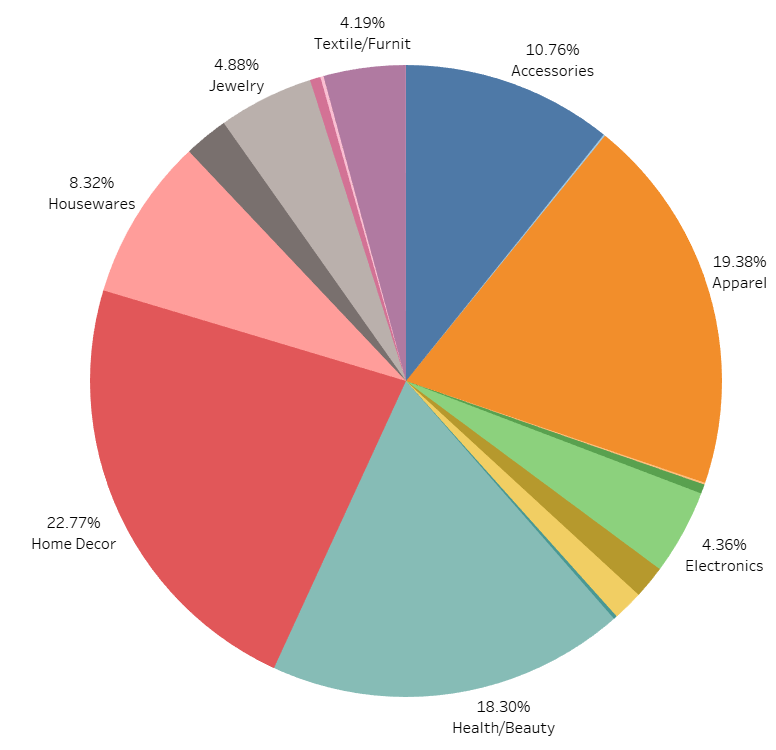 4.19%
Textile/Furnit
10.76%
Accessories
4.88%
Jewelry
8.32%
Housewares
19.38%
Apparel
22.77%
Home Decor
4.36%
Electronics
18.30%
Health/Beauty